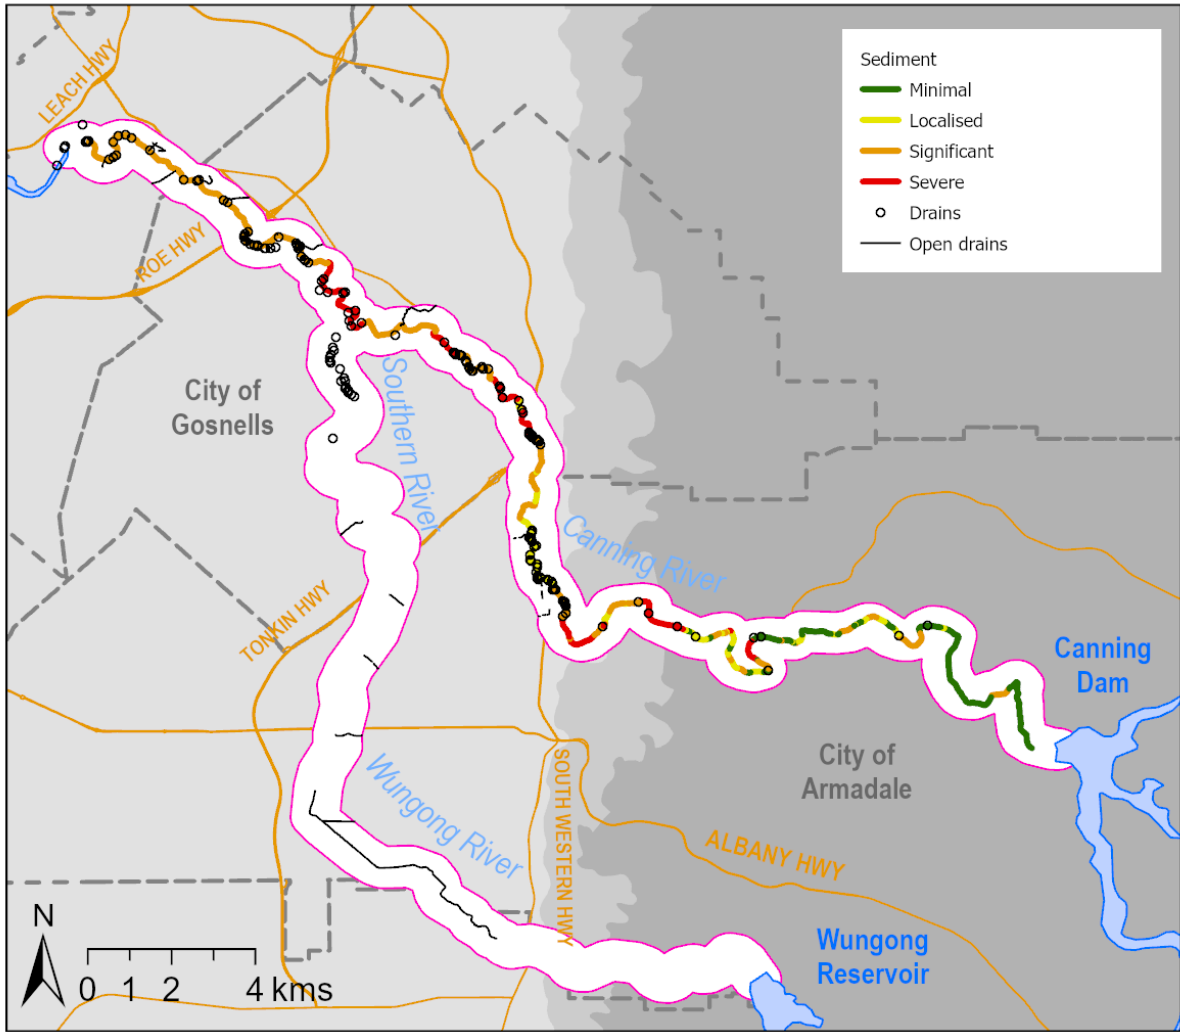 Sediment
Minimal
Localised
Significant
Severe
Drains
Open drains
LEACH HWY
ROE HWY
City of
Gosnells
Southern River
Canning River
TONKIN HWY
Canning
Dam
City of
Armadale
Wungong River
SOUTH WESTERN HWY
ALBANY HWY
Wungong
Reservoir
N
0 1 2 4 kms